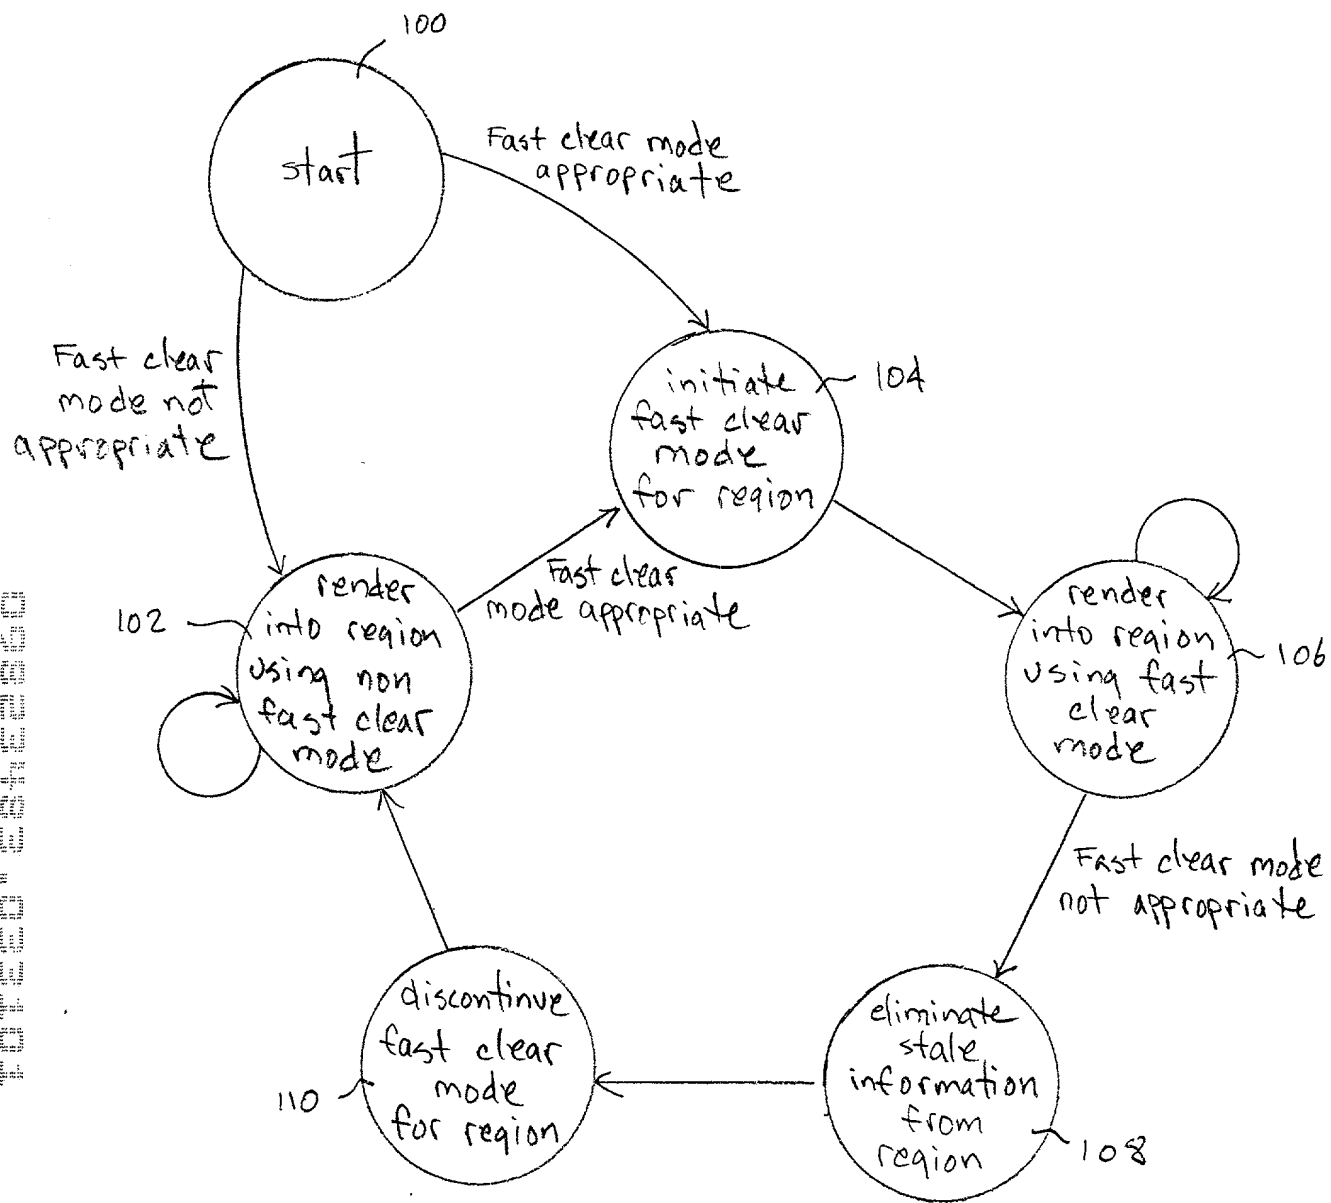 100
start
Fast clear mode
appropriate
Fast clear
mode not
appropriate
initiate
fast clear
mode
for region
104
Fast clear
mode appropriate
render
into region
using non
fast clear
mode
102
render
into region
using fast
clear
mode
106
Fast clear mode
not appropriate
discontinue
fast clear
mode
for region
110
eliminate
stale
information
from
region
108